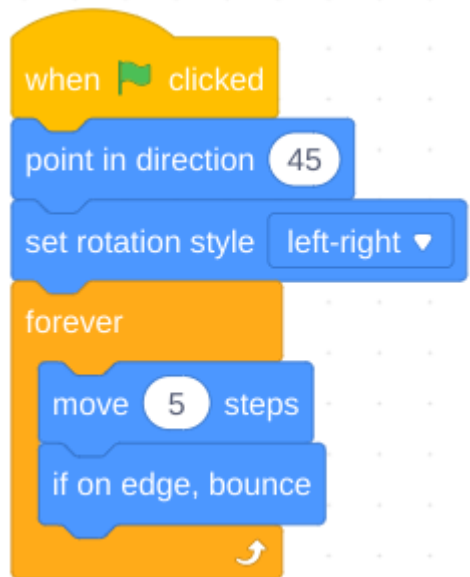 when clicked
point in direction 45
set rotation style left-right
forever
move 5 steps
if on edge, bounce